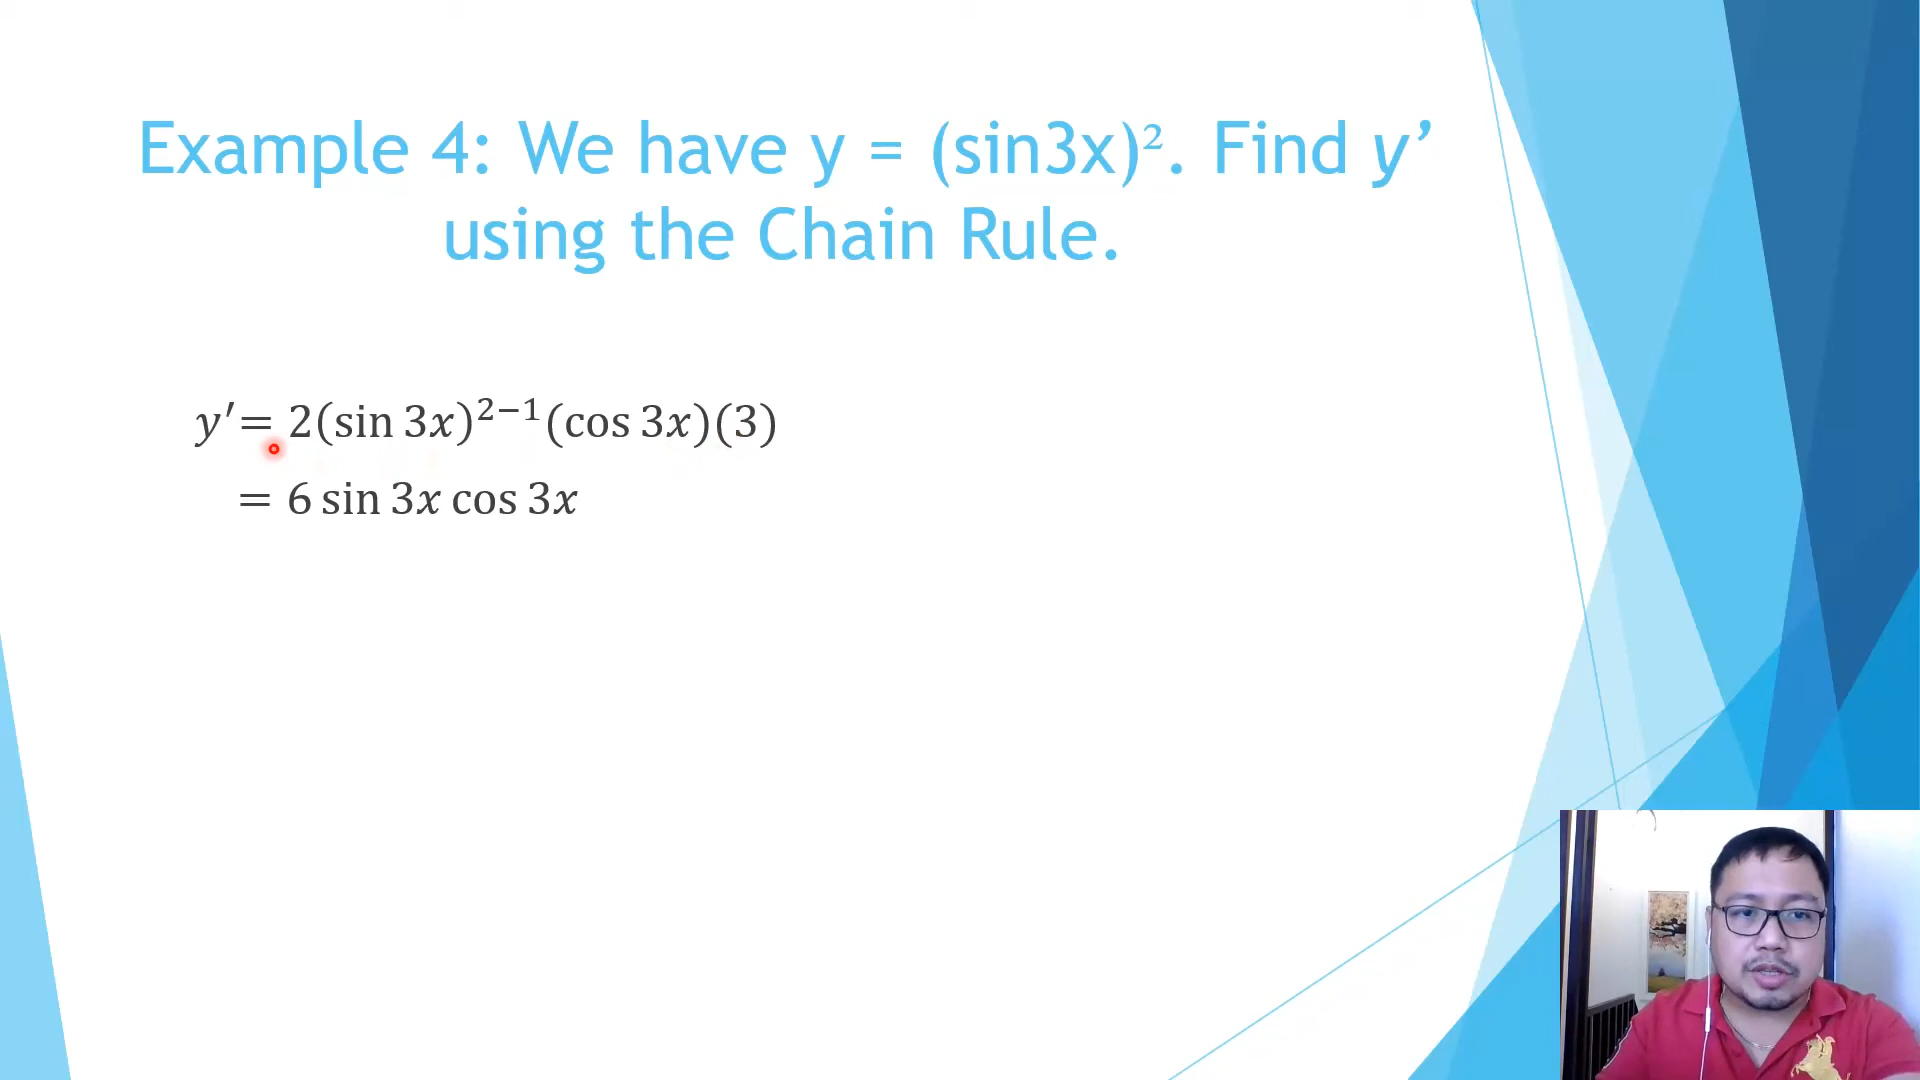 Example 4: We have y = (sin3x)². Find y’
using the Chain Rule.
y′= 2(sin 3x)²⁻¹(cos 3x)(3)
= 6 sin 3x cos 3x